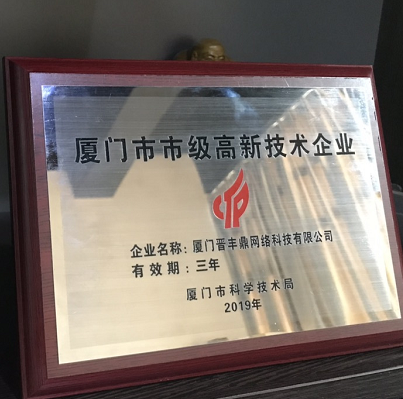 厦门市市级高新技术企业
企业名称：厦门晋丰鼎网络科技有限公司
有效期：三年
厦门市科学技术局
2019年